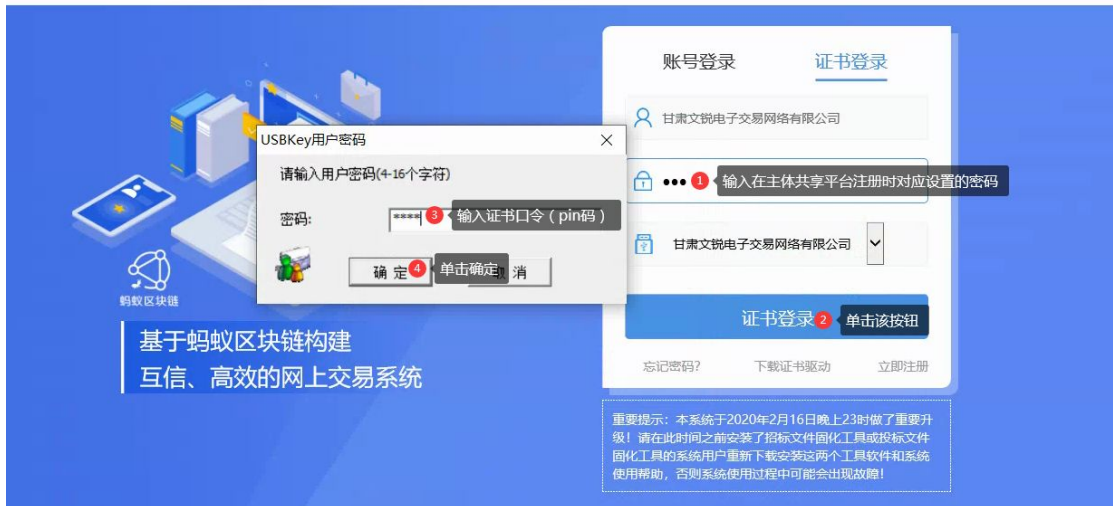 账号登录 证书登录
甘肃文锐电子交易网络有限公司
USBKey用户密码
请输入用户密码(4-16个字符)
••• 1 输入在主体共享平台注册时对应设置的密码
密码: **** 3 输入证书口令（pin码）
甘肃文锐电子交易网络有限公司
确定 4 单击确定 消
蚂蚁区块链
证书登录 2 单击该按钮
基于蚂蚁区块链构建
互信、高效的网上交易系统
忘记密码? 下载证书驱动 立即注册
重要提示：本系统于2020年2月16日晚上23时做了重要升
级！请在此时间之前安装了招标文件固化工具或投标文件
固化工具的系统用户重新下载安装这两个工具软件和系统
使用帮助，否则系统使用过程中可能会出现故障！